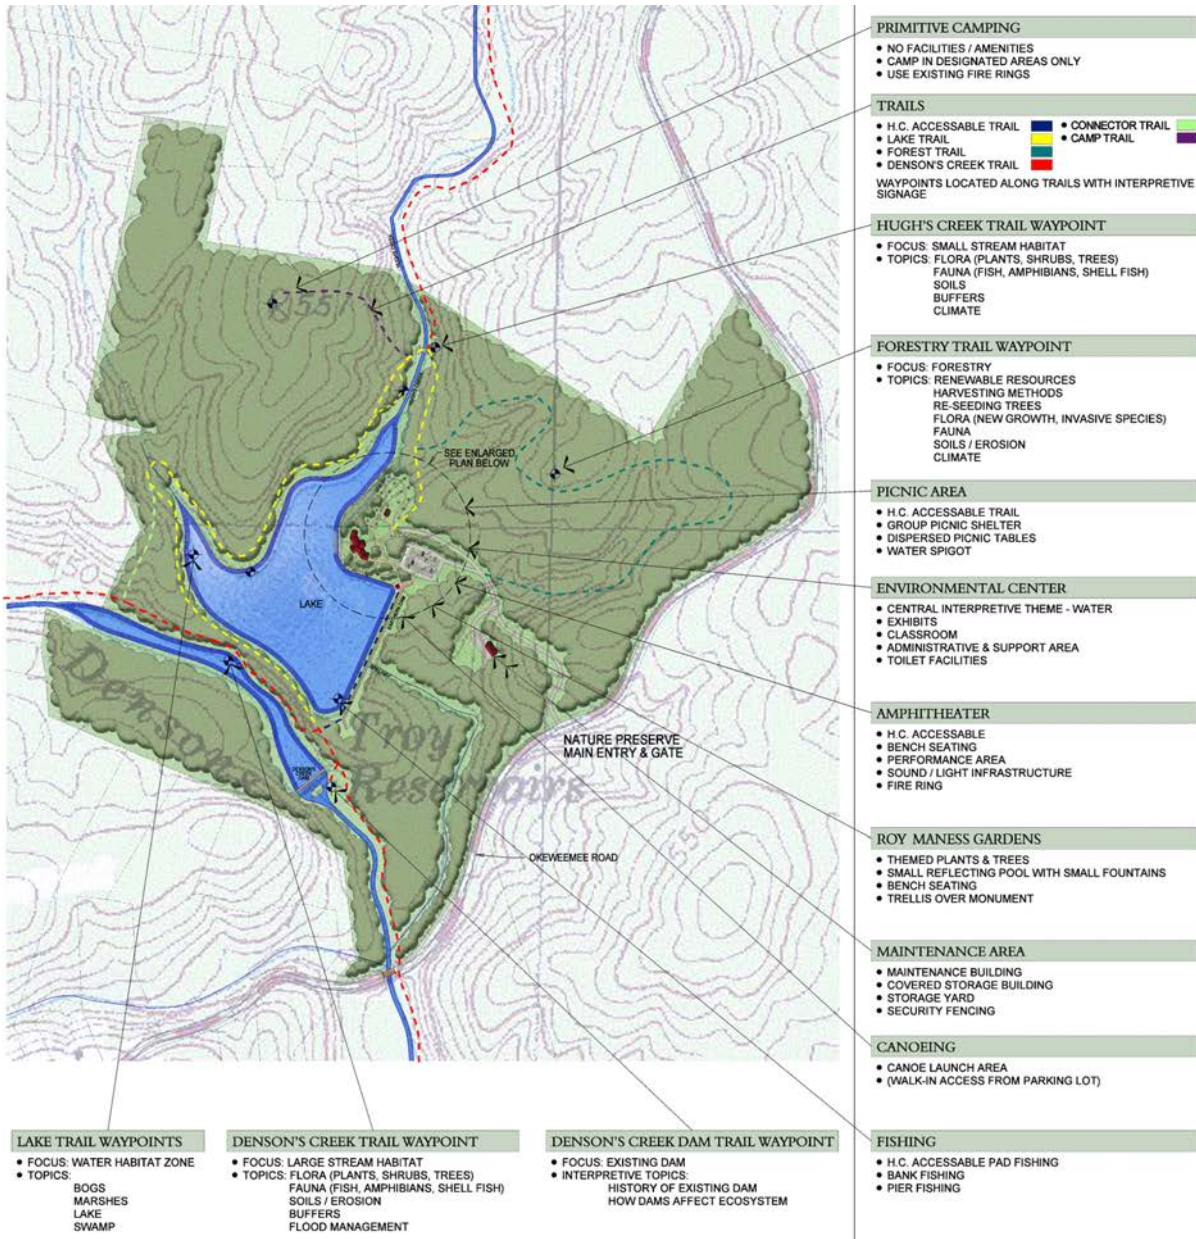 PRIMITIVE CAMPING
• NO FACILITIES / AMENITIES
• CAMP IN DESIGNATED AREAS ONLY
• USE EXISTING FIRE RINGS
TRAILS
• H.C. ACCESSABLE TRAIL
• LAKE TRAIL
• FOREST TRAIL
• DENSON'S CREEK TRAIL
• CONNECTOR TRAIL
• CAMP TRAIL
WAYPOINTS LOCATED ALONG TRAILS WITH INTERPRETIVE
SIGNAGE
HUGH'S CREEK TRAIL WAYPOINT
• FOCUS: SMALL STREAM HABITAT
• TOPICS: FLORA (PLANTS, SHRUBS, TREES)
FAUNA (FISH, AMPHIBIANS, SHELL FISH)
SOILS
BUFFERS
CLIMATE
FORESTRY TRAIL WAYPOINT
• FOCUS: FORESTRY
• TOPICS: RENEWABLE RESOURCES
HARVESTING METHODS
RE-SEEDING TREES
FLORA (NEW GROWTH, INVASIVE SPECIES)
FAUNA
SOILS / EROSION
CLIMATE
PICNIC AREA
• H.C. ACCESSABLE TRAIL
• GROUP PICNIC SHELTER
• DISPERSED PICNIC TABLES
• WATER SPIGOT
ENVIRONMENTAL CENTER
• CENTRAL INTERPRETIVE THEME - WATER
• EXHIBITS
• CLASSROOM
• ADMINISTRATIVE & SUPPORT AREA
• TOILET FACILITIES
AMPHITHEATER
• H.C. ACCESSABLE
• BENCH SEATING
• PERFORMANCE AREA
• SOUND / LIGHT INFRASTRUCTURE
• FIRE RING
ROY MANESS GARDENS
• THEMED PLANTS & TREES
• SMALL REFLECTING POOL WITH SMALL FOUNTAINS
• BENCH SEATING
• TRELLIS OVER MONUMENT
MAINTENANCE AREA
• MAINTENANCE BUILDING
• COVERED STORAGE BUILDING
• STORAGE YARD
• SECURITY FENCING
CANOEING
• CANOE LAUNCH AREA
• (WALK-IN ACCESS FROM PARKING LOT)
FISHING
• H.C. ACCESSABLE PAD FISHING
• BANK FISHING
• PIER FISHING
SEE ENLARGED
PLAN BELOW
LAKE
NATURE PRESERVE
MAIN ENTRY & GATE
Troy
Reservoirs
DENSON'S
CREEK
DAM
OKEWEEMEE ROAD
550
LAKE TRAIL WAYPOINTS
• FOCUS: WATER HABITAT ZONE
• TOPICS:
BOGS
MARSHES
LAKE
SWAMP
DENSON'S CREEK TRAIL WAYPOINT
• FOCUS: LARGE STREAM HABITAT
• TOPICS: FLORA (PLANTS, SHRUBS, TREES)
FAUNA (FISH, AMPHIBIANS, SHELL FISH)
SOILS / EROSION
BUFFERS
FLOOD MANAGEMENT
DENSON'S CREEK DAM TRAIL WAYPOINT
• FOCUS: EXISTING DAM
• INTERPRETIVE TOPICS:
HISTORY OF EXISTING DAM
HOW DAMS AFFECT ECOSYSTEM